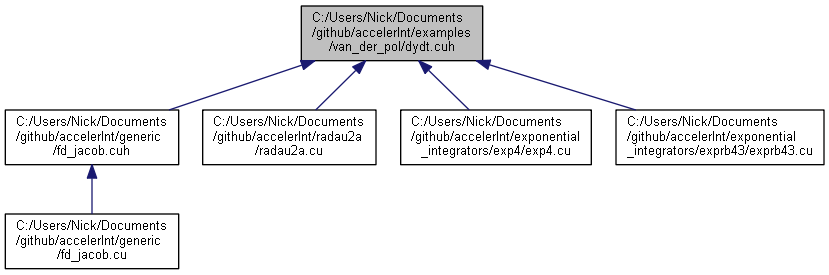 C:/Users/Nick/Documents
/github/accelerInt/examples
/van_der_pol/dydt.cuh
C:/Users/Nick/Documents
/github/accelerInt/generic
/fd_jacob.cuh
C:/Users/Nick/Documents
/github/accelerInt/radau2a
/radau2a.cu
C:/Users/Nick/Documents
/github/accelerInt/exponential
_integrators/exp4/exp4.cu
C:/Users/Nick/Documents
/github/accelerInt/exponential
_integrators/exprb43/exprb43.cu
C:/Users/Nick/Documents
/github/accelerInt/generic
/fd_jacob.cu